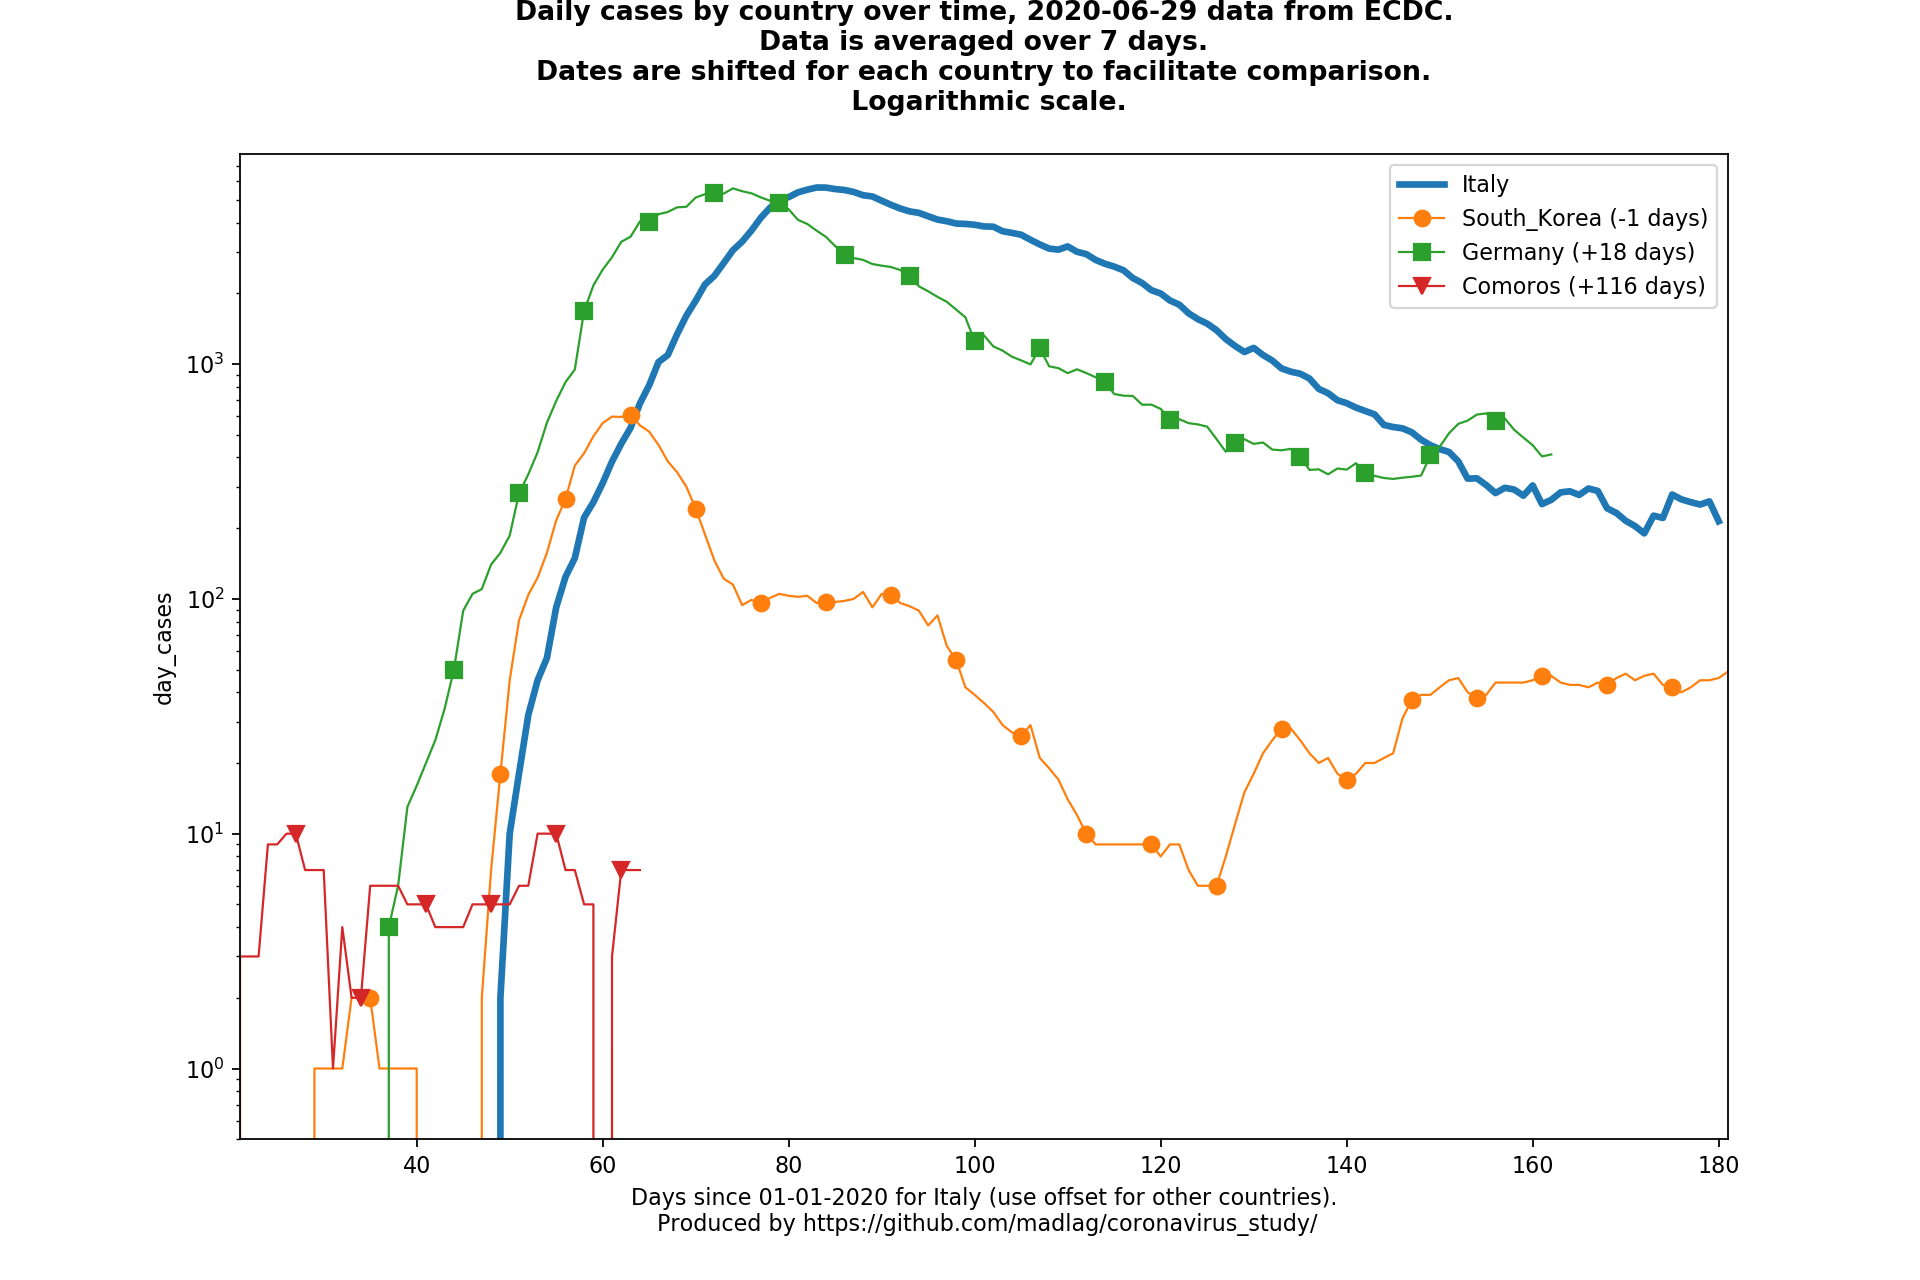 Daily cases by country over time, 2020-06-29 data from ECDC.
Data is averaged over 7 days.
Dates are shifted for each country to facilitate comparison.
Logarithmic scale.
Italy
South_Korea (-1 days)
Germany (+18 days)
Comoros (+116 days)
day_cases
10³
10²
10¹
10⁰
40 60 80 100 120 140 160 180
Days since 01-01-2020 for Italy (use offset for other countries).
Produced by https://github.com/madlag/coronavirus_study/